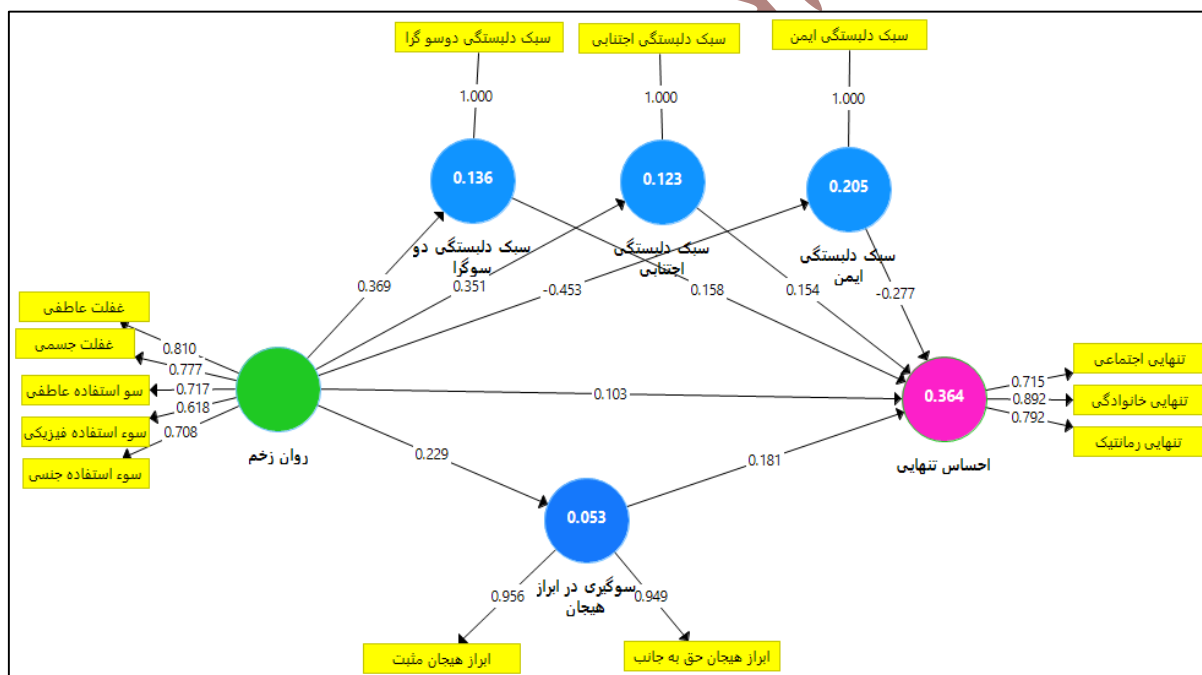 سبک دلبستگی دوسو گرا
سبک دلبستگی اجتنابی
سبک دلبستگی ایمن
1.000
1.000
1.000
0.136
0.123
0.205
سبک دلبستگی دو
سوگرا
سبک دلبستگی
اجتنابی
سبک دلبستگی
ایمن
0.369
0.351
-0.453
0.158
0.154
-0.277
غفلت عاطفی
غفلت جسمی
سو استفاده عاطفی
سوء استفاده فیزیکی
سوء استفاده جنسی
0.810
0.777
0.717
0.618
0.708
روان زخم
0.103
0.364
احساس تنهایی
0.715
0.892
0.792
تنهایی اجتماعی
تنهایی خانوادگی
تنهایی رمانتیک
0.229
0.181
0.053
سوگیری در ابراز
هیجان
0.956
0.949
ابراز هیجان مثبت
ابراز هیجان حق به جانب